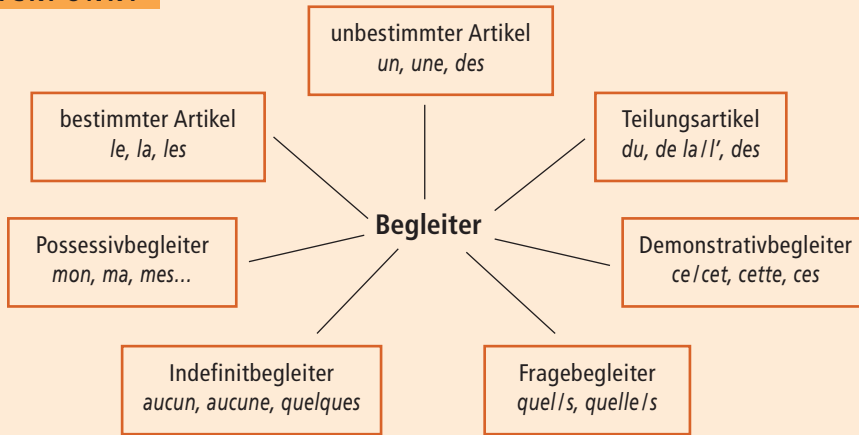 unbestimmter Artikel
un, une, des
bestimmter Artikel
le, la, les
Teilungsartikel
du, de la/l’, des
Begleiter
Possessivbegleiter
mon, ma, mes...
Demonstrativbegleiter
ce/cet, cette, ces
Indefinitbegleiter
aucun, aucune, quelques
Fragebegleiter
quel/s, quelle/s